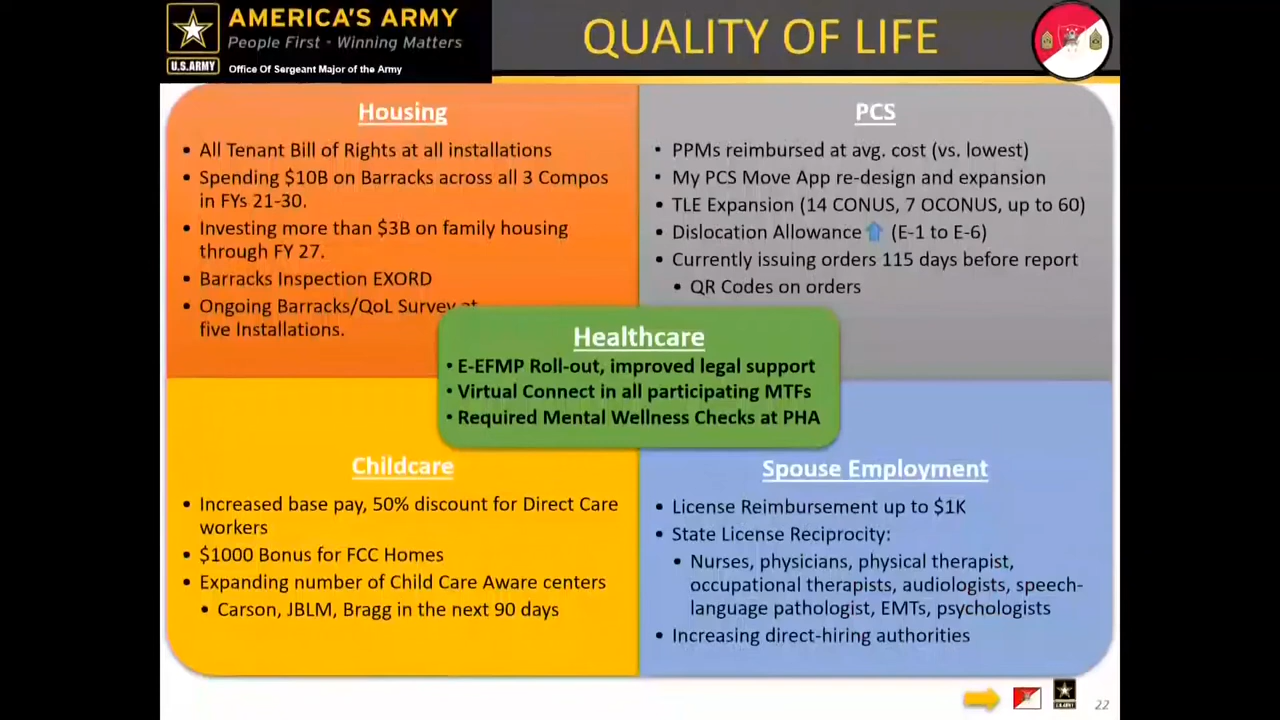 AMERICA'S ARMY
People First - Winning Matters
U.S.ARMY
Office Of Sergeant Major of the Army
QUALITY OF LIFE
Housing
• All Tenant Bill of Rights at all installations
• Spending $10B on Barracks across all 3 Compos
in FYs 21-30.
• Investing more than $3B on family housing
through FY 27.
• Barracks Inspection EXORD
• Ongoing Barracks/QoL Survey at
five Installations.
PCS
• PPMs reimbursed at avg. cost (vs. lowest)
• My PCS Move App re-design and expansion
• TLE Expansion (14 CONUS, 7 OCONUS, up to 60)
• Dislocation Allowance (E-1 to E-6)
• Currently issuing orders 115 days before report
• QR Codes on orders
Healthcare
• E-EFMP Roll-out, improved legal support
• Virtual Connect in all participating MTFs
• Required Mental Wellness Checks at PHA
Childcare
• Increased base pay, 50% discount for Direct Care
workers
• $1000 Bonus for FCC Homes
• Expanding number of Child Care Aware centers
• Carson, JBLM, Bragg in the next 90 days
Spouse Employment
• License Reimbursement up to $1K
• State License Reciprocity:
• Nurses, physicians, physical therapist,
occupational therapists, audiologists, speech-
language pathologist, EMTs, psychologists
• Increasing direct-hiring authorities
22